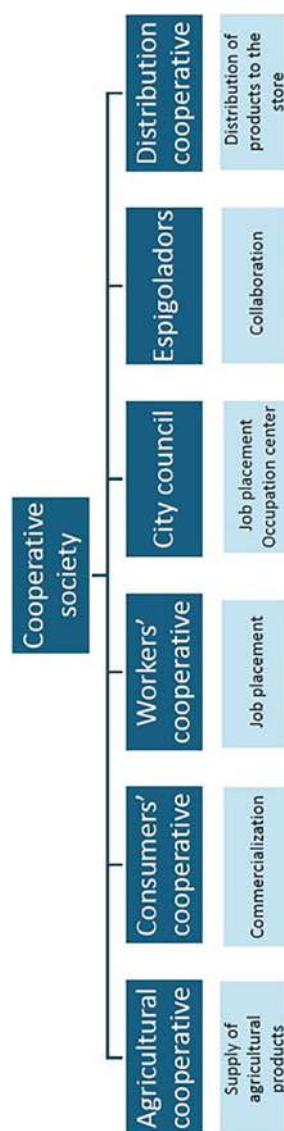 Cooperative
society
Agricultural
cooperative
Consumers'
cooperative
Workers'
cooperative
City council
Espigoladors
Distribution
cooperative
Supply of
agricultural
products
Commercialization
Job placement
Job placement
Occupation center
Collaboration
Distribution of
products to the
store